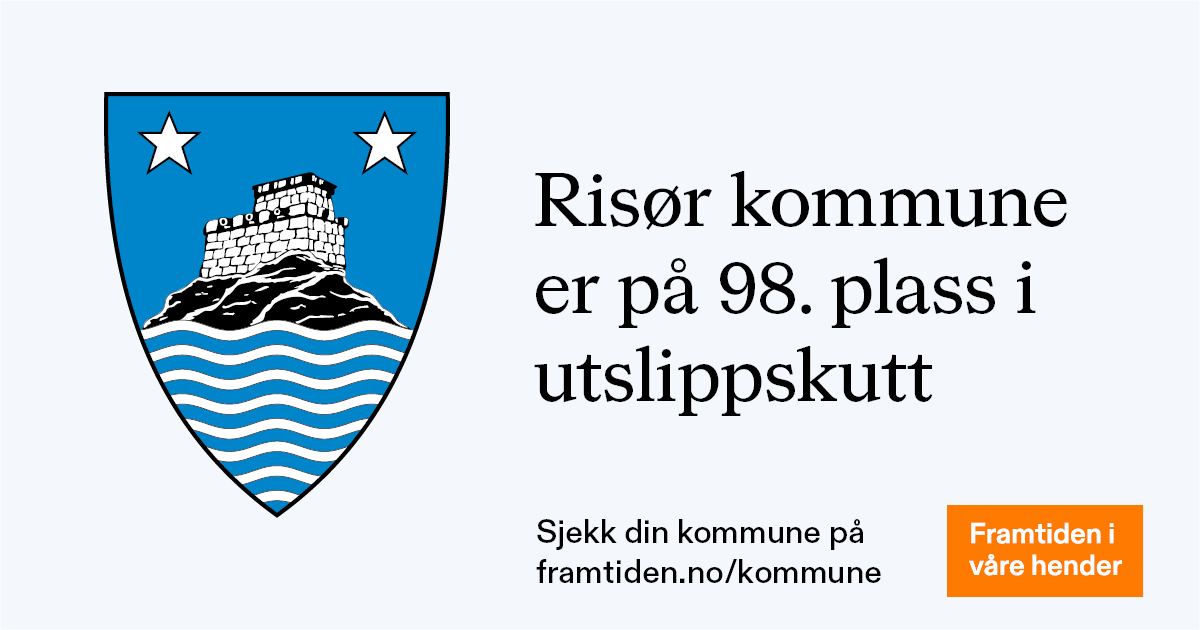 Risør kommune
er på 98. plass i
utslippskutt
Sjekk din kommune på
framtiden.no/kommune
Framtiden i
våre hender